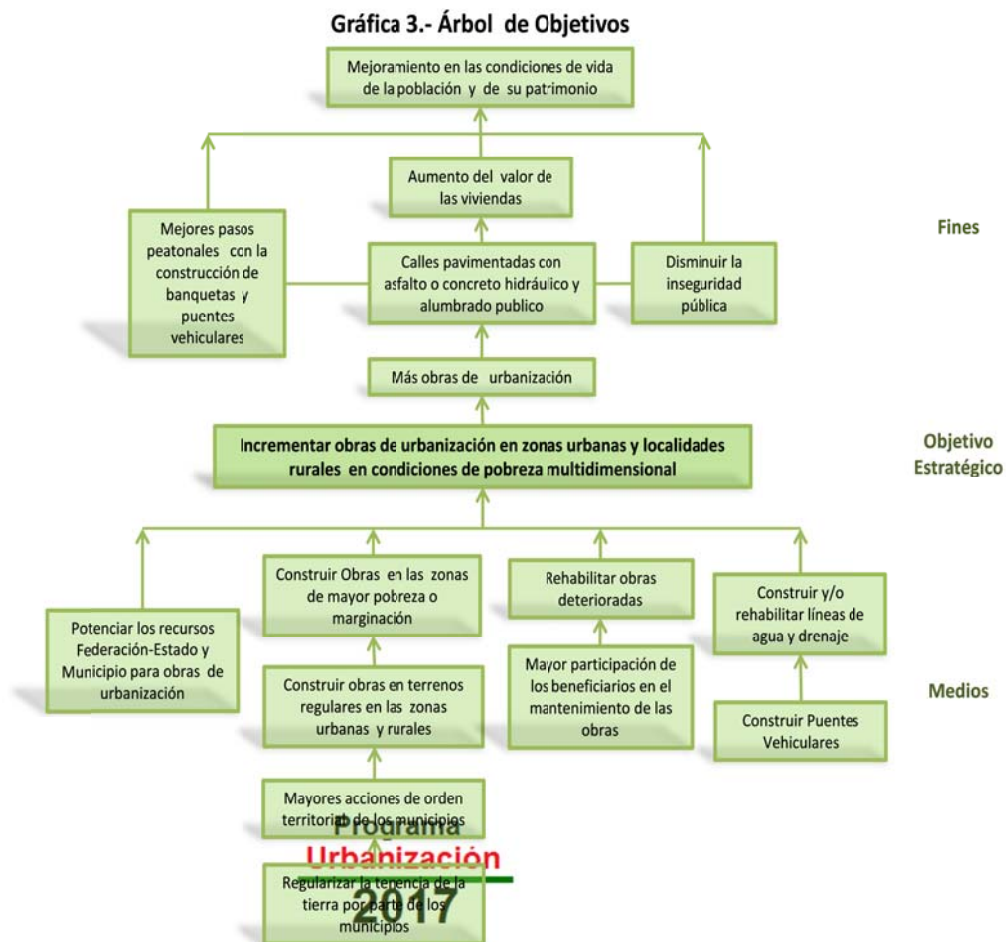 Gráfica 3.- Árbol de Objetivos
Mejoramiento en las condiciones de vida
de la población y de su patrimonio
Aumento del valor de
las viviendas
Mejores pasos
peatonales con la
construcción de
banquetas y
puentes
vehiculares
Calles pavimentadas con
asfalto o concreto hidráulico y
alumbrado publico
Disminuir la
inseguridad
pública
Fines
Más obras de urbanización
Incrementar obras de urbanización en zonas urbanas y localidades
rurales en condiciones de pobreza multidimensional
Objetivo
Estratégico
Potenciar los recursos
Federación-Estado y
Municipio para obras de
urbanización
Construir Obras en las zonas
de mayor pobreza o
marginación
Construir obras en terrenos
regulares en las zonas
urbanas y rurales
Mayores acciones de orden
territorial de los municipios
Regularizar la tenencia de la
tierra por parte de los
municipios
Rehabilitar obras
deterioradas
Mayor participación de
los beneficiarios en el
mantenimiento de las
obras
Construir y/o
rehabilitar líneas de
agua y drenaje
Construir Puentes
Vehiculares
Medios
Programa
Urbanización
2017